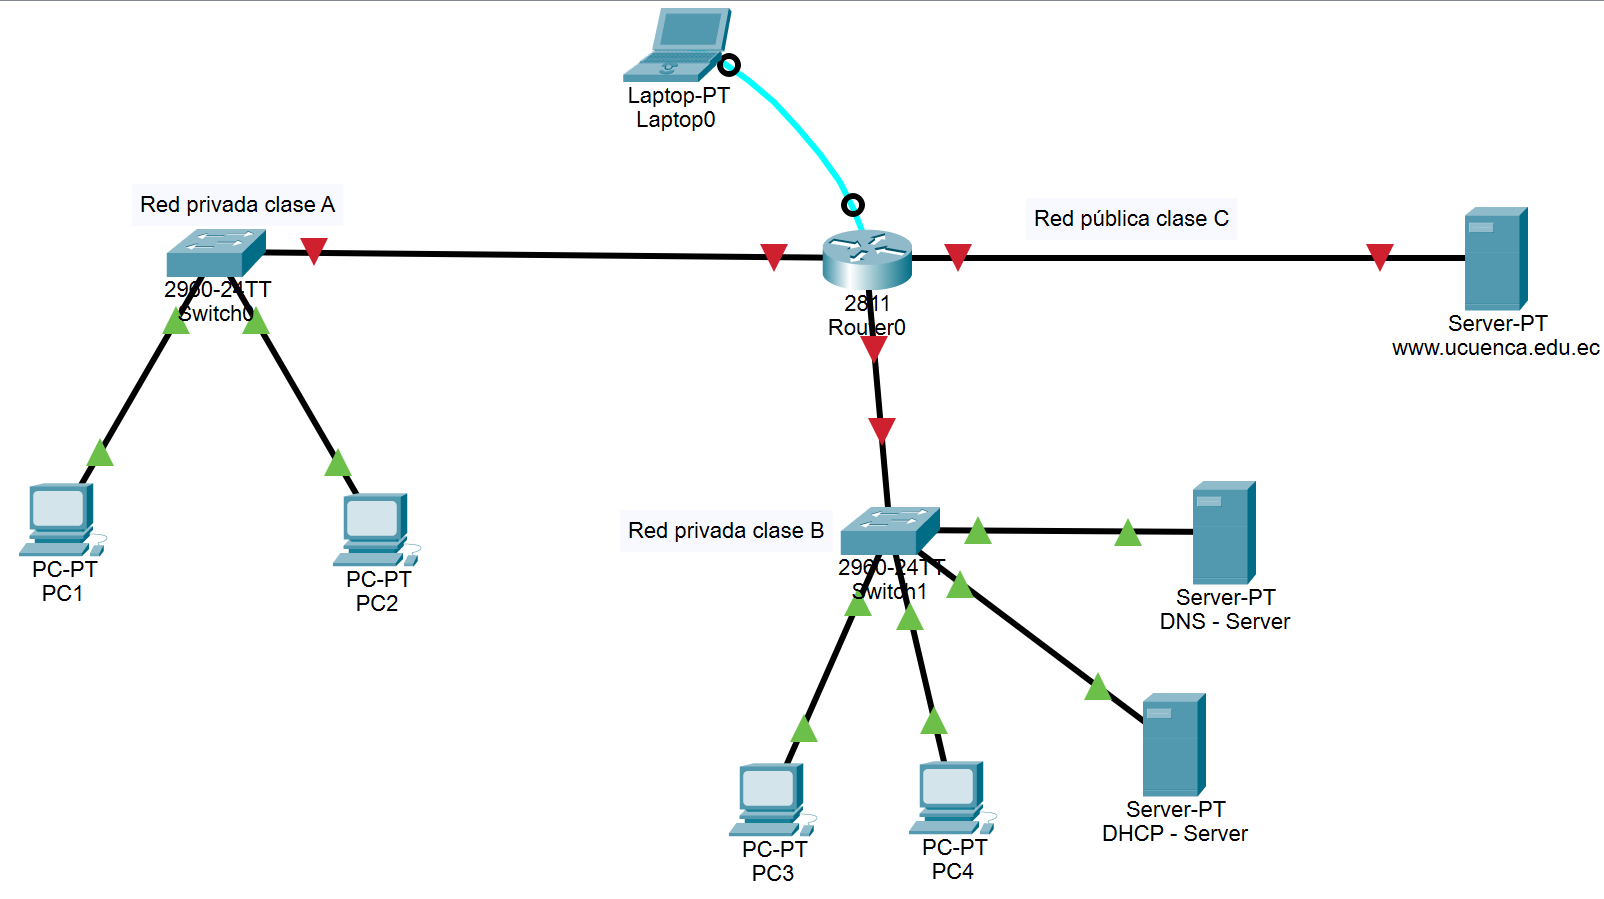 Laptop-PT
Laptop0
Red privada clase A
Red pública clase C
2960-24TT
Switch0
2811
Router0
Server-PT
www.ucuenca.edu.ec
PC-PT
PC1
PC-PT
PC2
Red privada clase B
2960-24TT
Switch1
Server-PT
DNS - Server
Server-PT
DHCP - Server
PC-PT
PC3
PC-PT
PC4